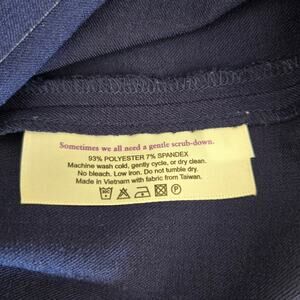 Sometimes we all need a gentle scrub-down.
93% POLYESTER 7% SPANDEX
Machine wash cold, gently cycle, or dry clean.
No bleach. Low iron. Do not tumble dry.
Made in Vietnam with fabric from Taiwan.